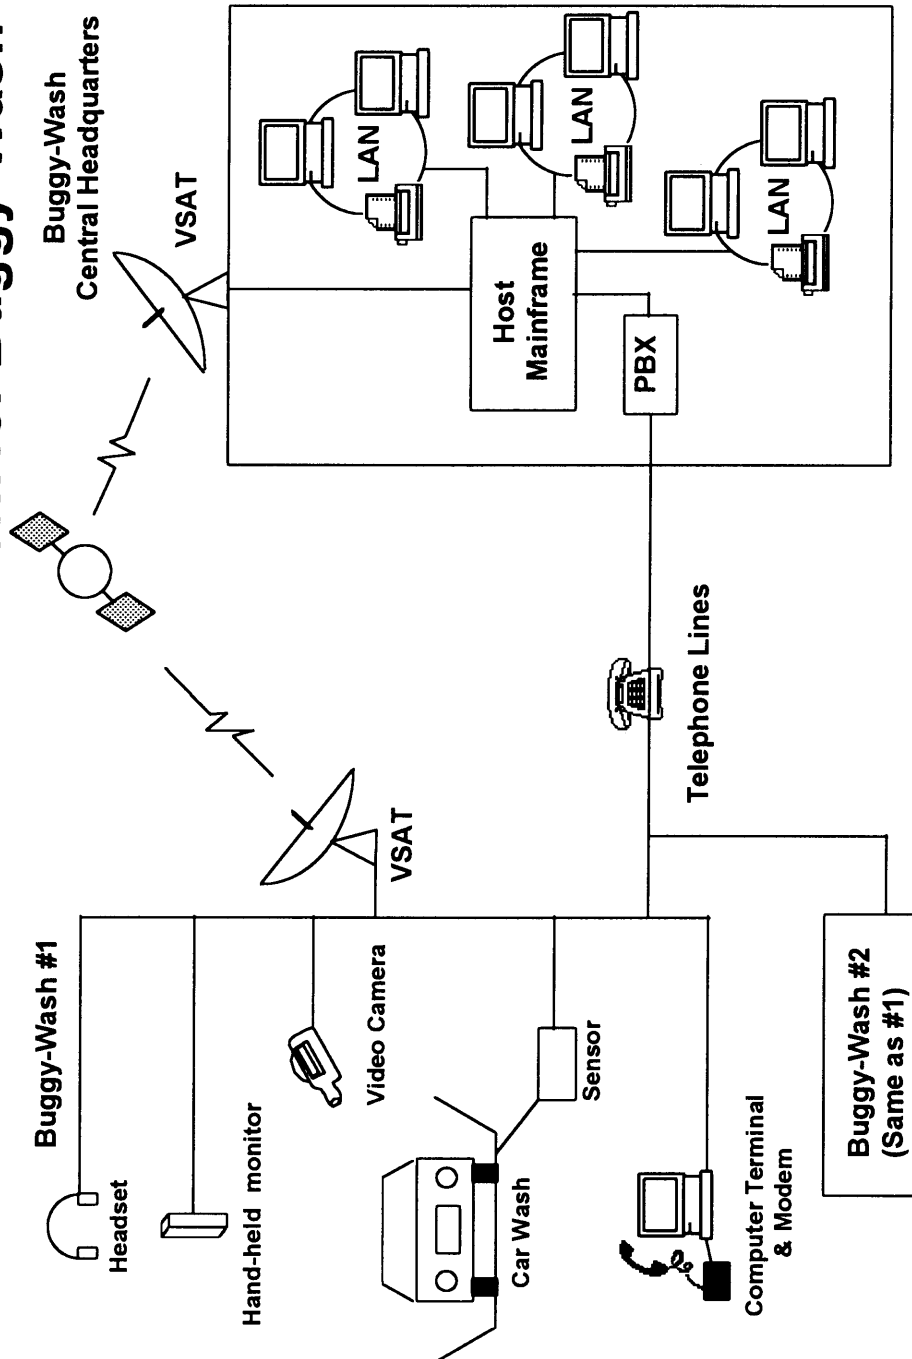 Buggy-Wash
Central Headquarters
VSAT
LAN
LAN
LAN
Host
Mainframe
PBX
Telephone Lines
VSAT
Buggy-Wash #1
Headset
Hand-held monitor
Video Camera
Car Wash
Sensor
Computer Terminal
& Modem
Buggy-Wash #2
(Same as #1)